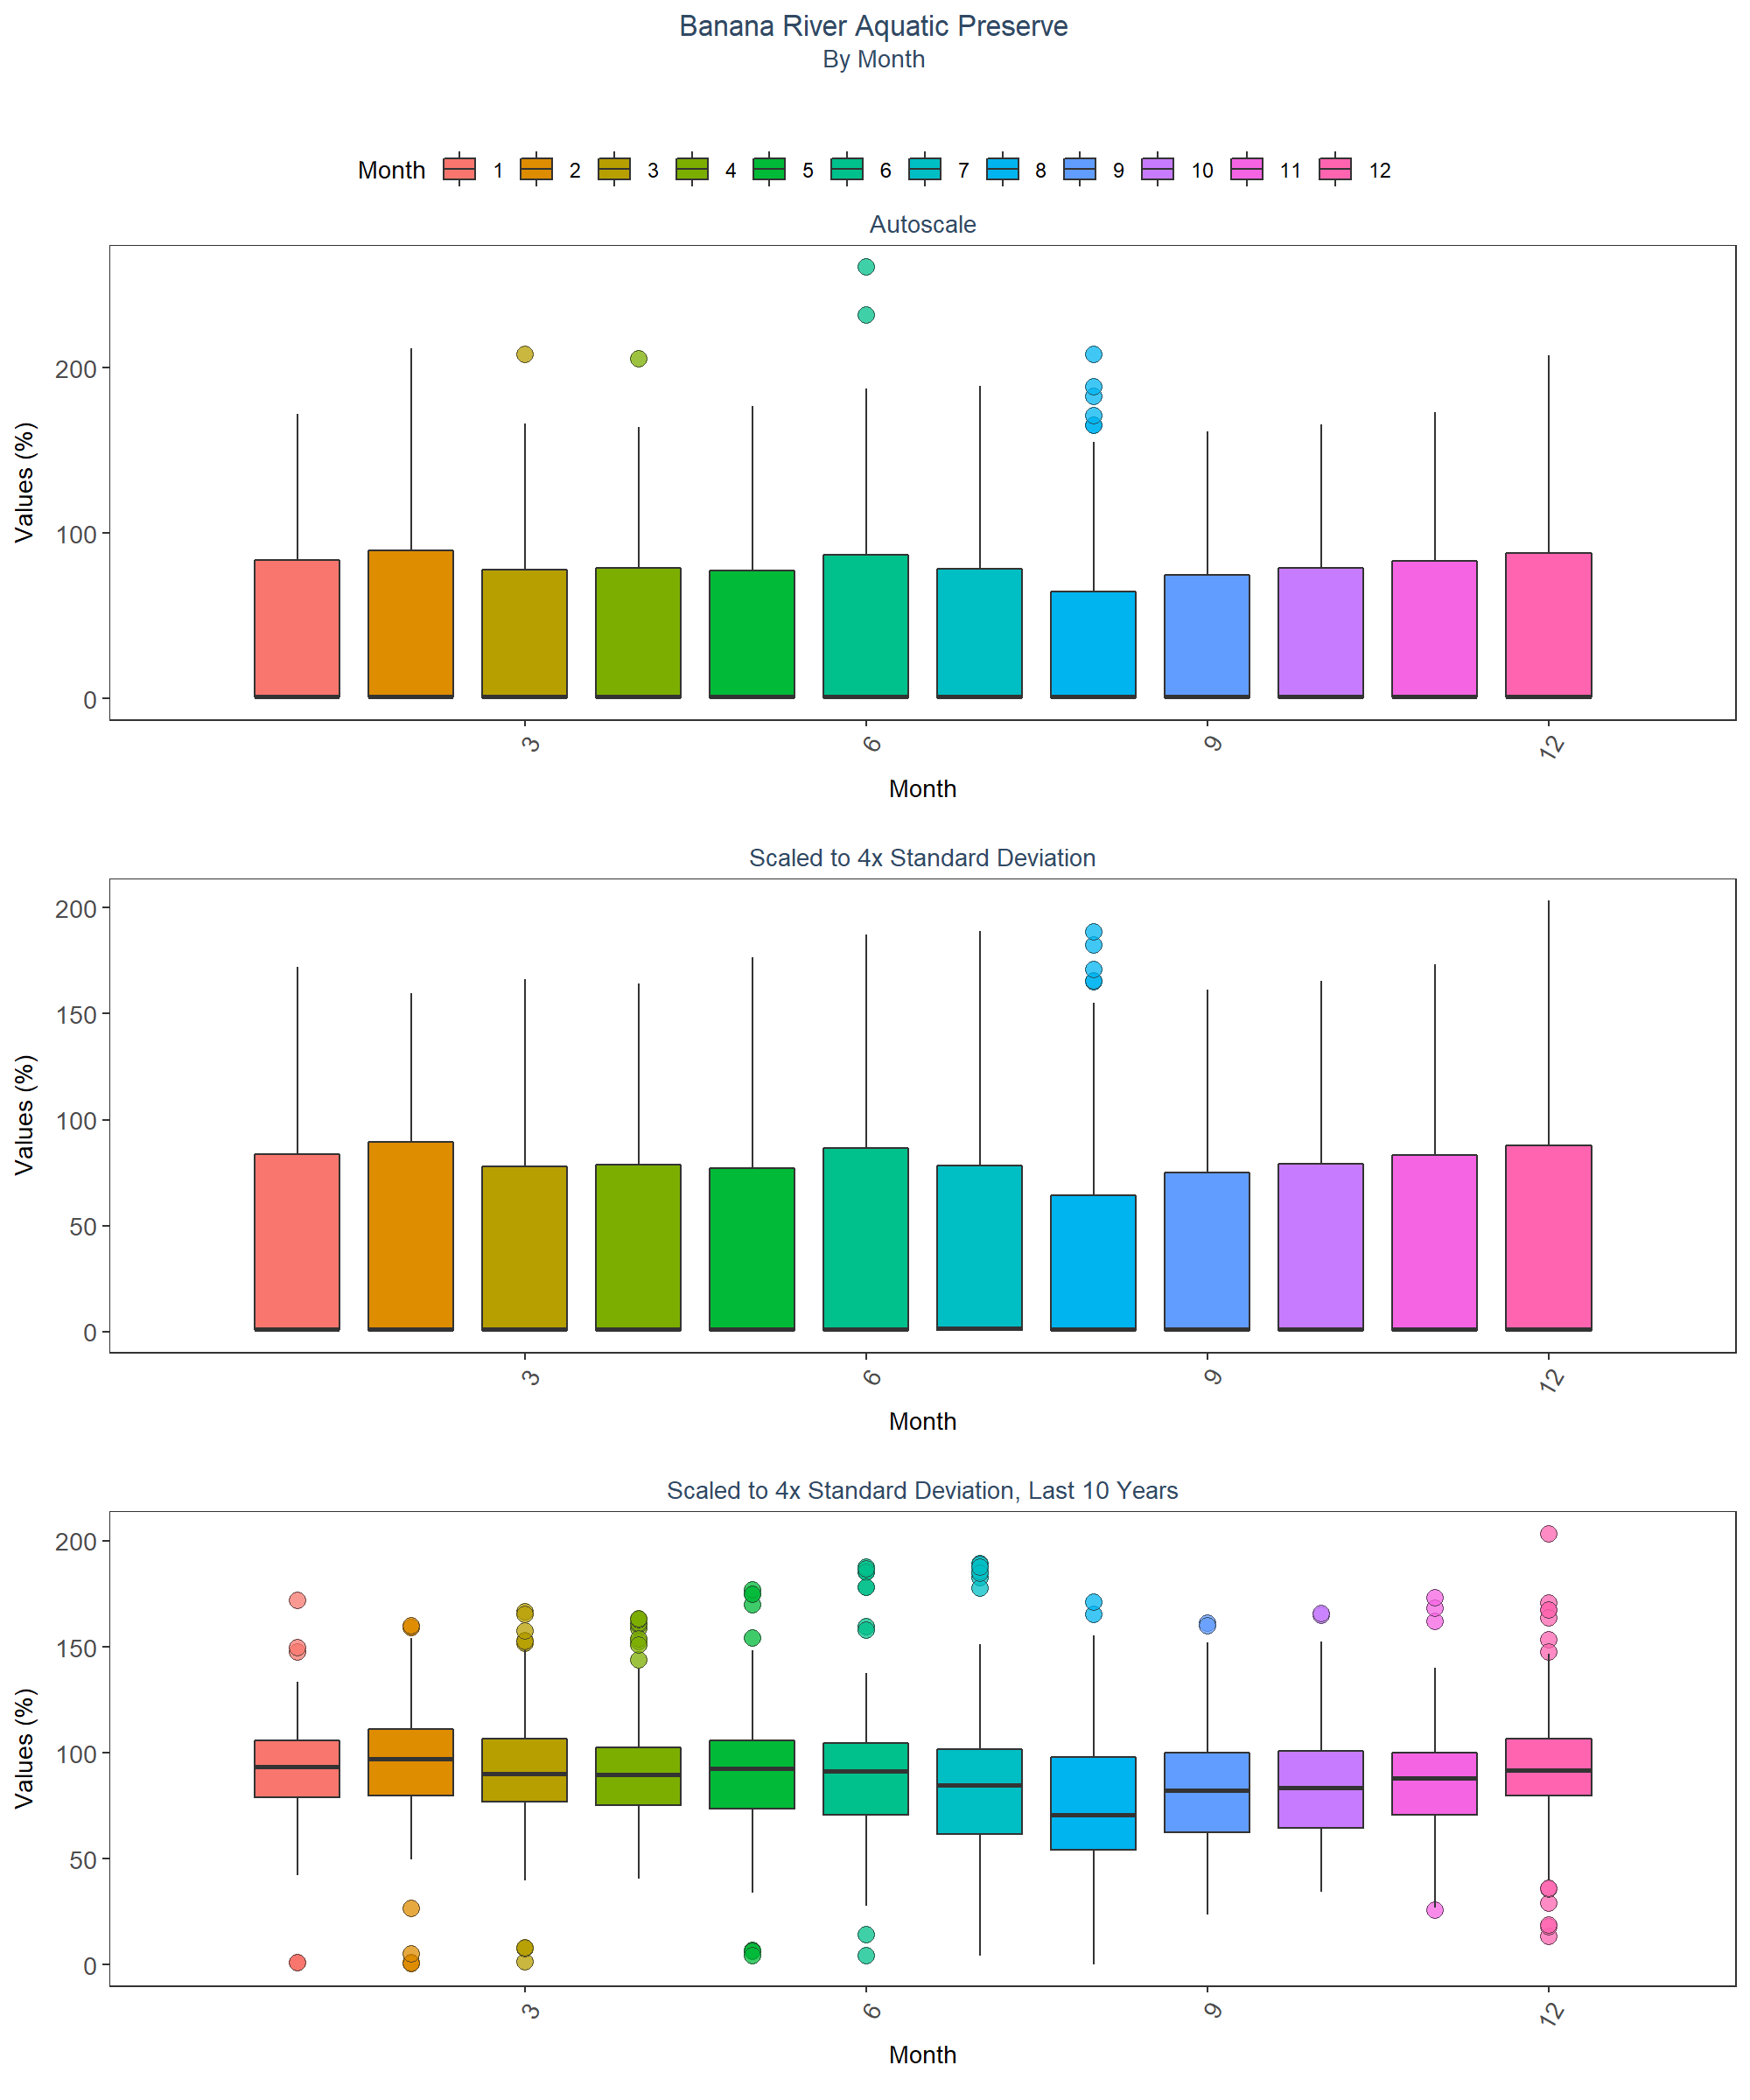 Banana River Aquatic Preserve
By Month
Month 1 2 3 4 5 6 7 8 9 10 11 12
Autoscale
Values (%)
200
100
0
3 6 9 12
Month
Scaled to 4x Standard Deviation
Values (%)
200
150
100
50
0
3 6 9 12
Month
Scaled to 4x Standard Deviation, Last 10 Years
Values (%)
200
150
100
50
0
3 6 9 12
Month